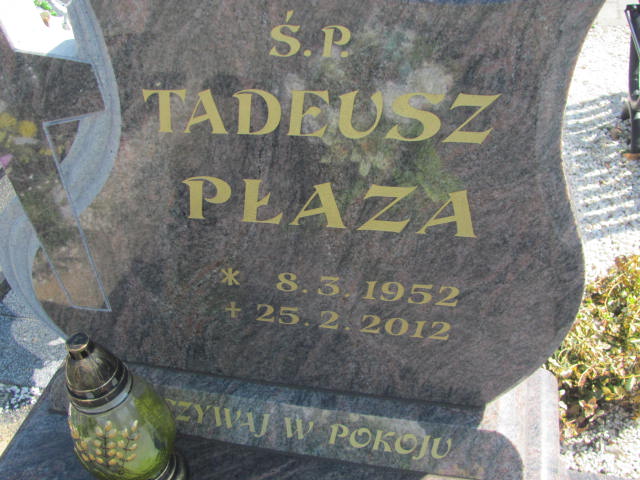 Ś.P.
TADEUSZ
PŁAZA
* 8.3.1952
+ 25.2.2012
W POKOJU